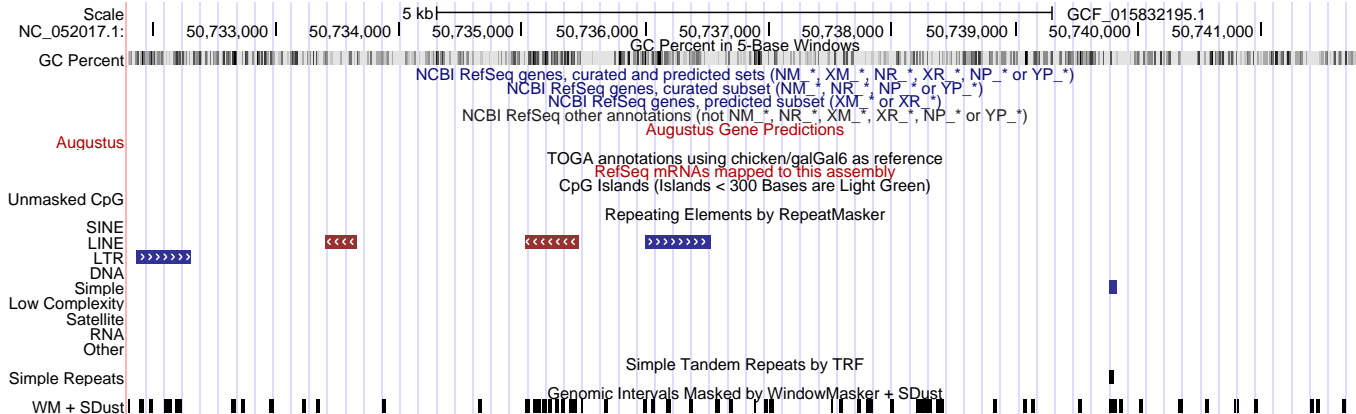 Scale 5 kb GCF_015832195.1
NC_052017.1: 50,733,000 50,734,000 50,735,000 50,736,000 50,737,000 50,738,000 50,739,000 50,740,000 50,741,000
GC Percent in 5-Base Windows
GC Percent
NCBI RefSeq genes, curated and predicted sets (NM_*, XM_*, NR_*, XR_*, NP_* or YP_*)
NCBI RefSeq genes, curated subset (NM_*, NR_*, NP_* or YP_*)
NCBI RefSeq genes, predicted subset (XM_* or XR_*)
NCBI RefSeq other annotations (not NM_*, NR_*, XM_*, XR_*, NP_* or YP_*)
Augustus Gene Predictions
Augustus
TOGA annotations using chicken/galGal6 as reference
RefSeq mRNAs mapped to this assembly
CpG Islands (Islands < 300 Bases are Light Green)
Unmasked CpG
Repeating Elements by RepeatMasker
SINE
LINE
LTR
DNA
Simple
Low Complexity
Satellite
RNA
Other
Simple Tandem Repeats by TRF
Simple Repeats
Genomic Intervals Masked by WindowMasker + SDust
WM + SDust